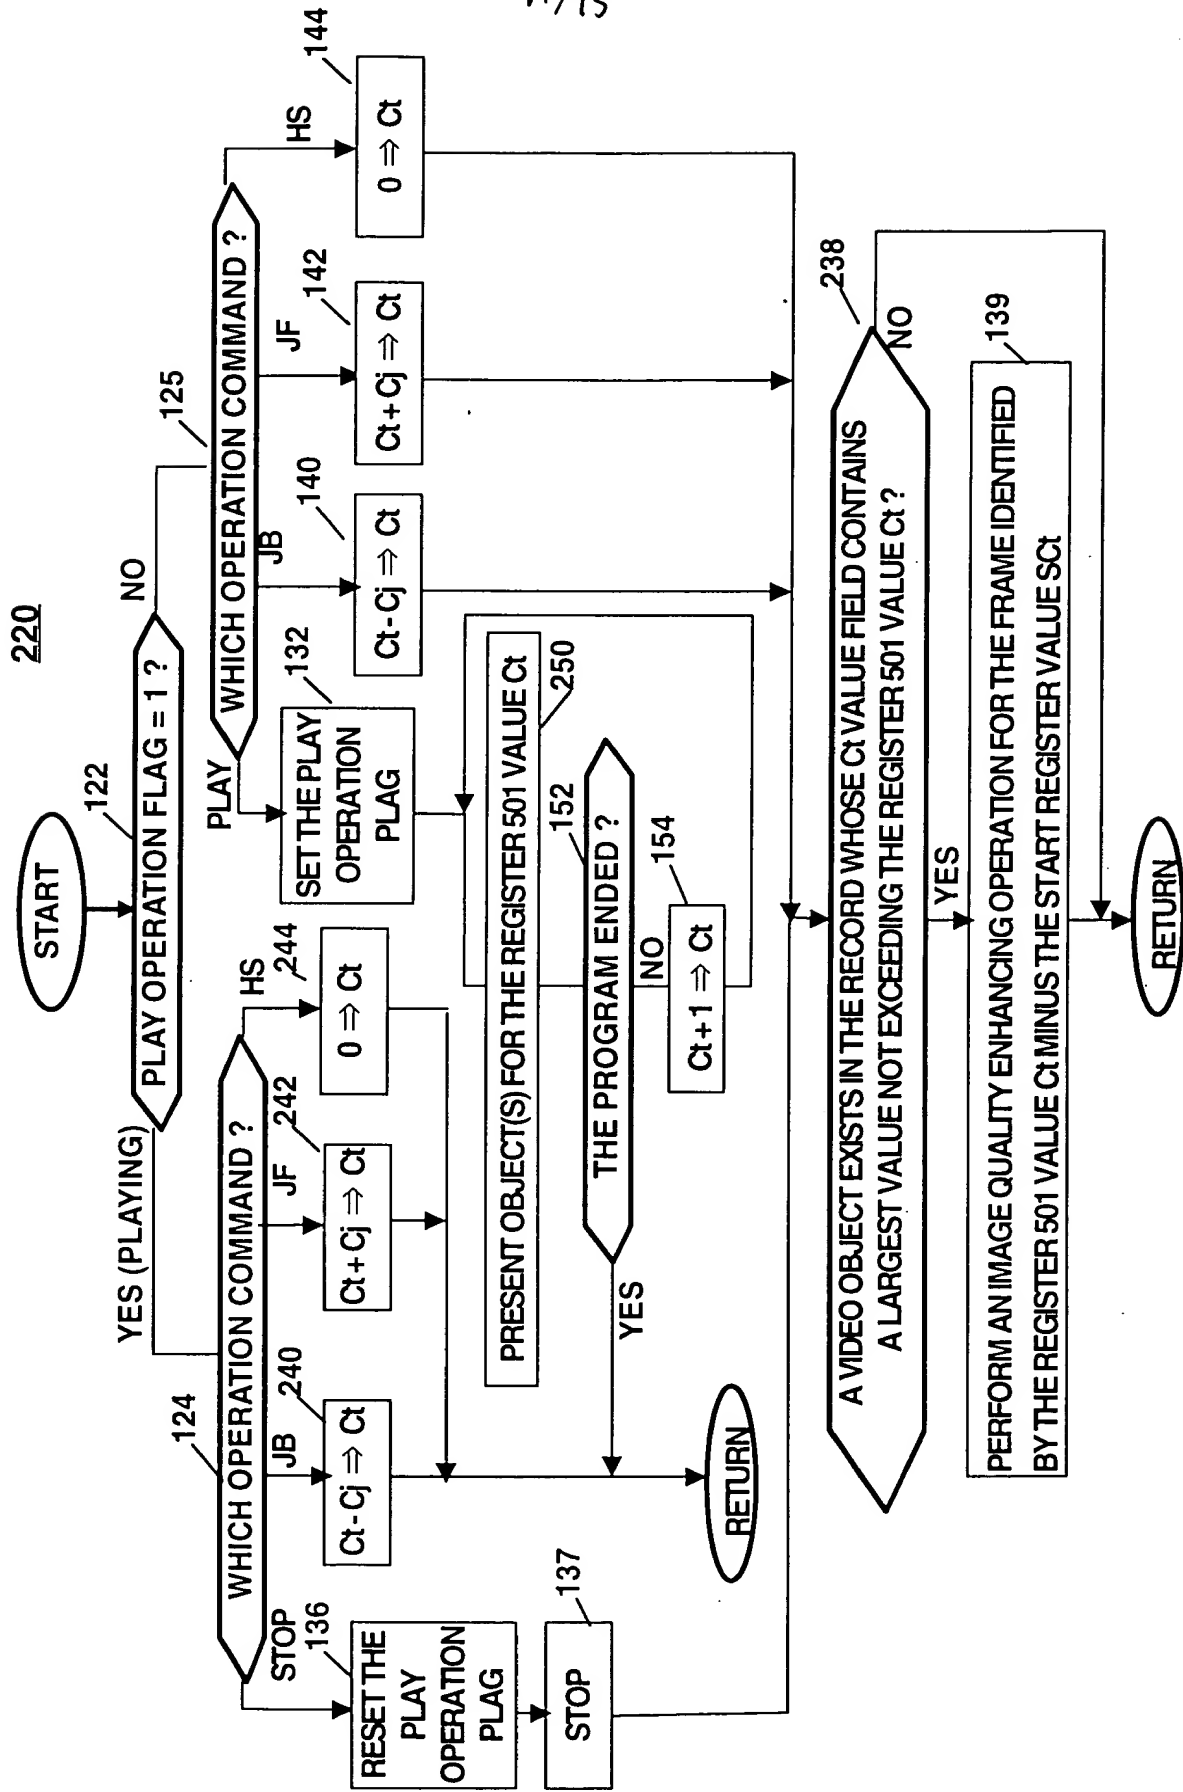 220
START
122
PLAY OPERATION FLAG = 1 ?
YES (PLAYING)
NO
124
WHICH OPERATION COMMAND ?
125
WHICH OPERATION COMMAND ?
STOP
JB
JF
HS
PLAY
JB
JF
HS
136
RESET THE
PLAY
OPERATION
PLAG
240
Ct - Cj ⇒ Ct
242
Ct + Cj ⇒ Ct
244
0 ⇒ Ct
132
SET THE PLAY
OPERATION
PLAG
140
Ct - Cj ⇒ Ct
142
Ct + Cj ⇒ Ct
144
0 ⇒ Ct
137
STOP
PRESENT OBJECT(S) FOR THE REGISTER 501 VALUE Ct
250
152
THE PROGRAM ENDED ?
YES
NO
154
Ct + 1 ⇒ Ct
RETURN
238
A VIDEO OBJECT EXISTS IN THE RECORD WHOSE Ct VALUE FIELD CONTAINS
A LARGEST VALUE NOT EXCEEDING THE REGISTER 501 VALUE Ct ?
YES
NO
139
PERFORM AN IMAGE QUALITY ENHANCING OPERATION FOR THE FRAME IDENTIFIED
BY THE REGISTER 501 VALUE Ct MINUS THE START REGISTER VALUE SCt
RETURN